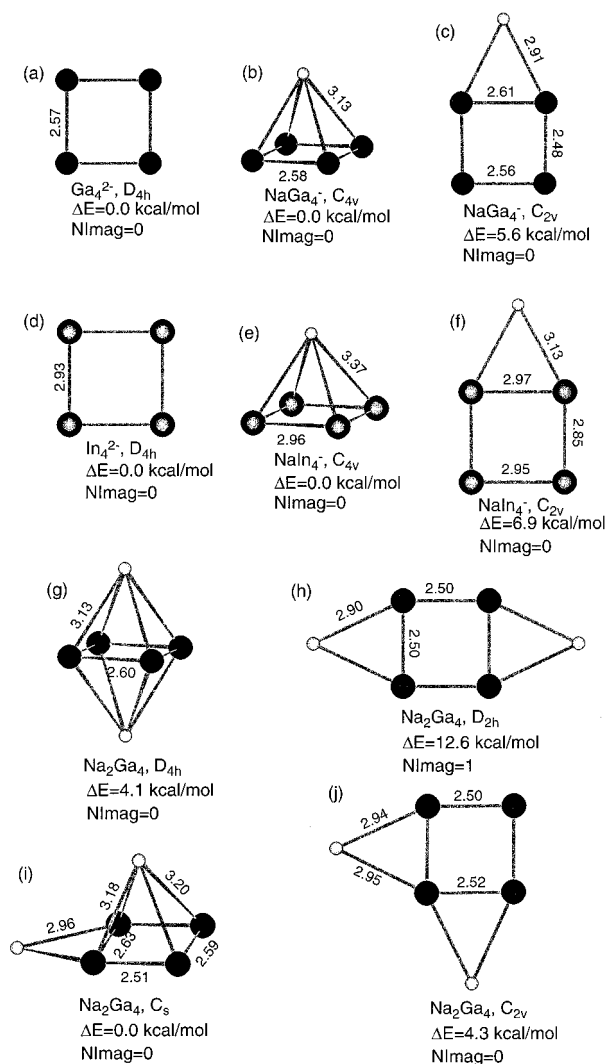 (a)
2.57
Ga₄²⁻, D₄ₕ
ΔE=0.0 kcal/mol
NImag=0
(b)
3.13
2.58
NaGa₄⁻, C₄ᵥ
ΔE=0.0 kcal/mol
NImag=0
(c)
2.91
2.61
2.48
2.56
NaGa₄⁻, C₂ᵥ
ΔE=5.6 kcal/mol
NImag=0
(d)
2.93
In₄²⁻, D₄ₕ
ΔE=0.0 kcal/mol
NImag=0
(e)
3.37
2.96
NaIn₄⁻, C₄ᵥ
ΔE=0.0 kcal/mol
NImag=0
(f)
3.13
2.97
2.85
2.95
NaIn₄⁻, C₂ᵥ
ΔE=6.9 kcal/mol
NImag=0
(g)
3.13
2.60
Na₂Ga₄, D₄ₕ
ΔE=4.1 kcal/mol
NImag=0
(h)
2.50
2.90
2.50
Na₂Ga₄, D₂ₕ
ΔE=12.6 kcal/mol
NImag=1
(i)
3.18
3.20
2.96
2.63
2.59
2.51
Na₂Ga₄, Cₛ
ΔE=0.0 kcal/mol
NImag=0
(j)
2.50
2.94
2.95
2.52
Na₂Ga₄, C₂ᵥ
ΔE=4.3 kcal/mol
NImag=0